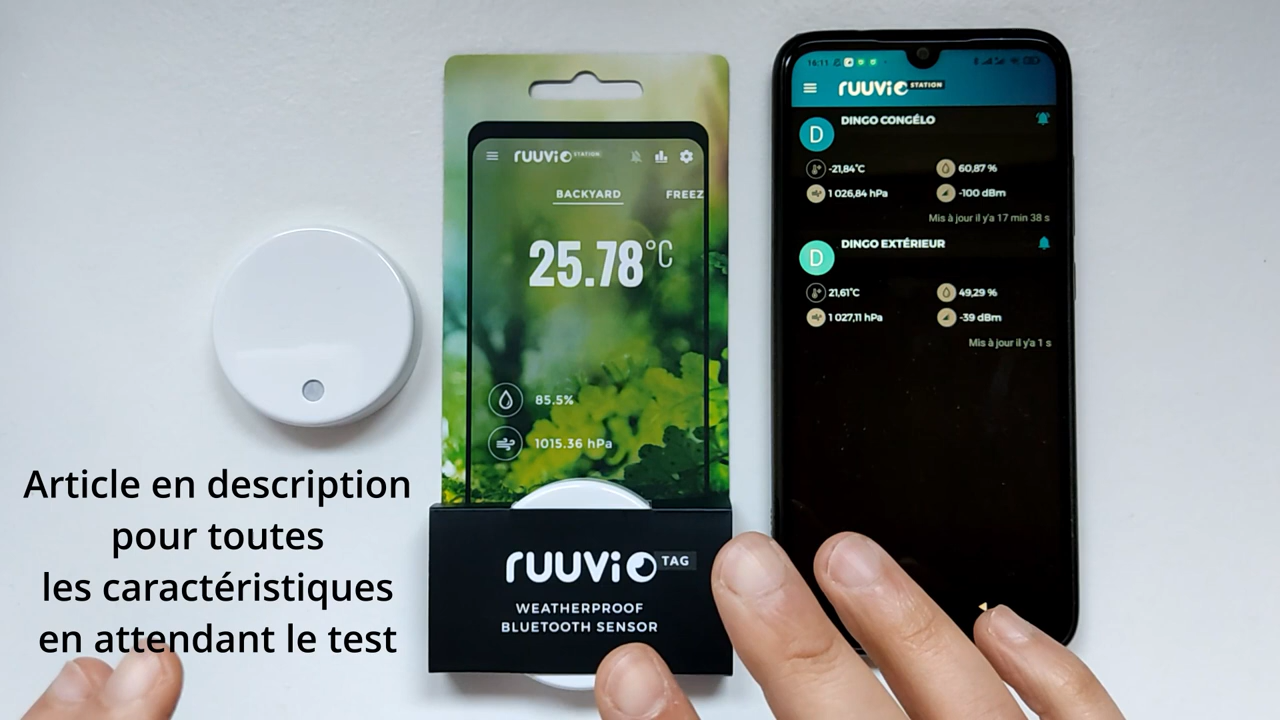 ruuvi STATION
BACKYARD FREEZ
25.78°C
85.5%
1015.36 hPa
ruuvi TAG
WEATHERPROOF
BLUETOOTH SENSOR
16:11
ruuvi STATION
D DINGO CONGÉLO
-21,84°C 60,87 %
1 026,84 hPa -100 dBm
Mis à jour il y'a 17 min 38 s
D DINGO EXTÉRIEUR
21,61°C 49,29 %
1 027,11 hPa -39 dBm
Mis à jour il y'a 1 s
Article en description
pour toutes
les caractéristiques
en attendant le test